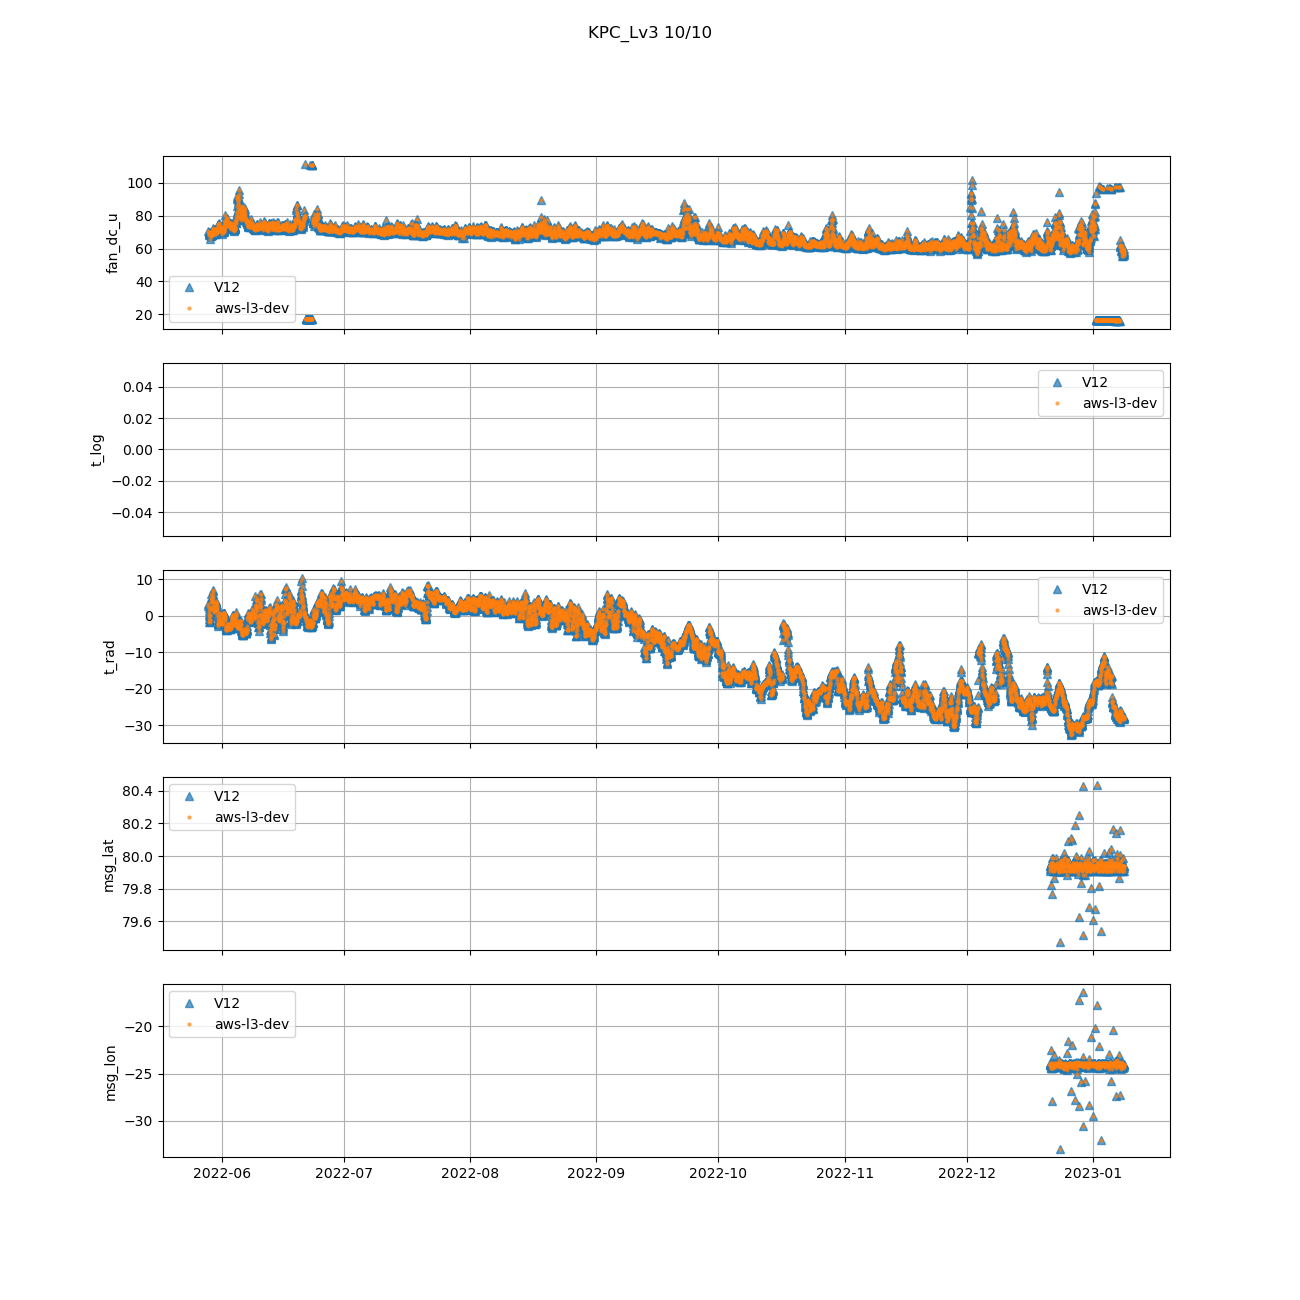 KPC_Lv3 10/10
100
80
60
40
20
fan_dc_u
V12
aws-l3-dev
0.04
0.02
0.00
−0.02
−0.04
t_log
V12
aws-l3-dev
10
0
−10
−20
−30
t_rad
V12
aws-l3-dev
80.4
80.2
80.0
79.8
79.6
msg_lat
V12
aws-l3-dev
−20
−25
−30
msg_lon
V12
aws-l3-dev
2022-06 2022-07 2022-08 2022-09 2022-10 2022-11 2022-12 2023-01